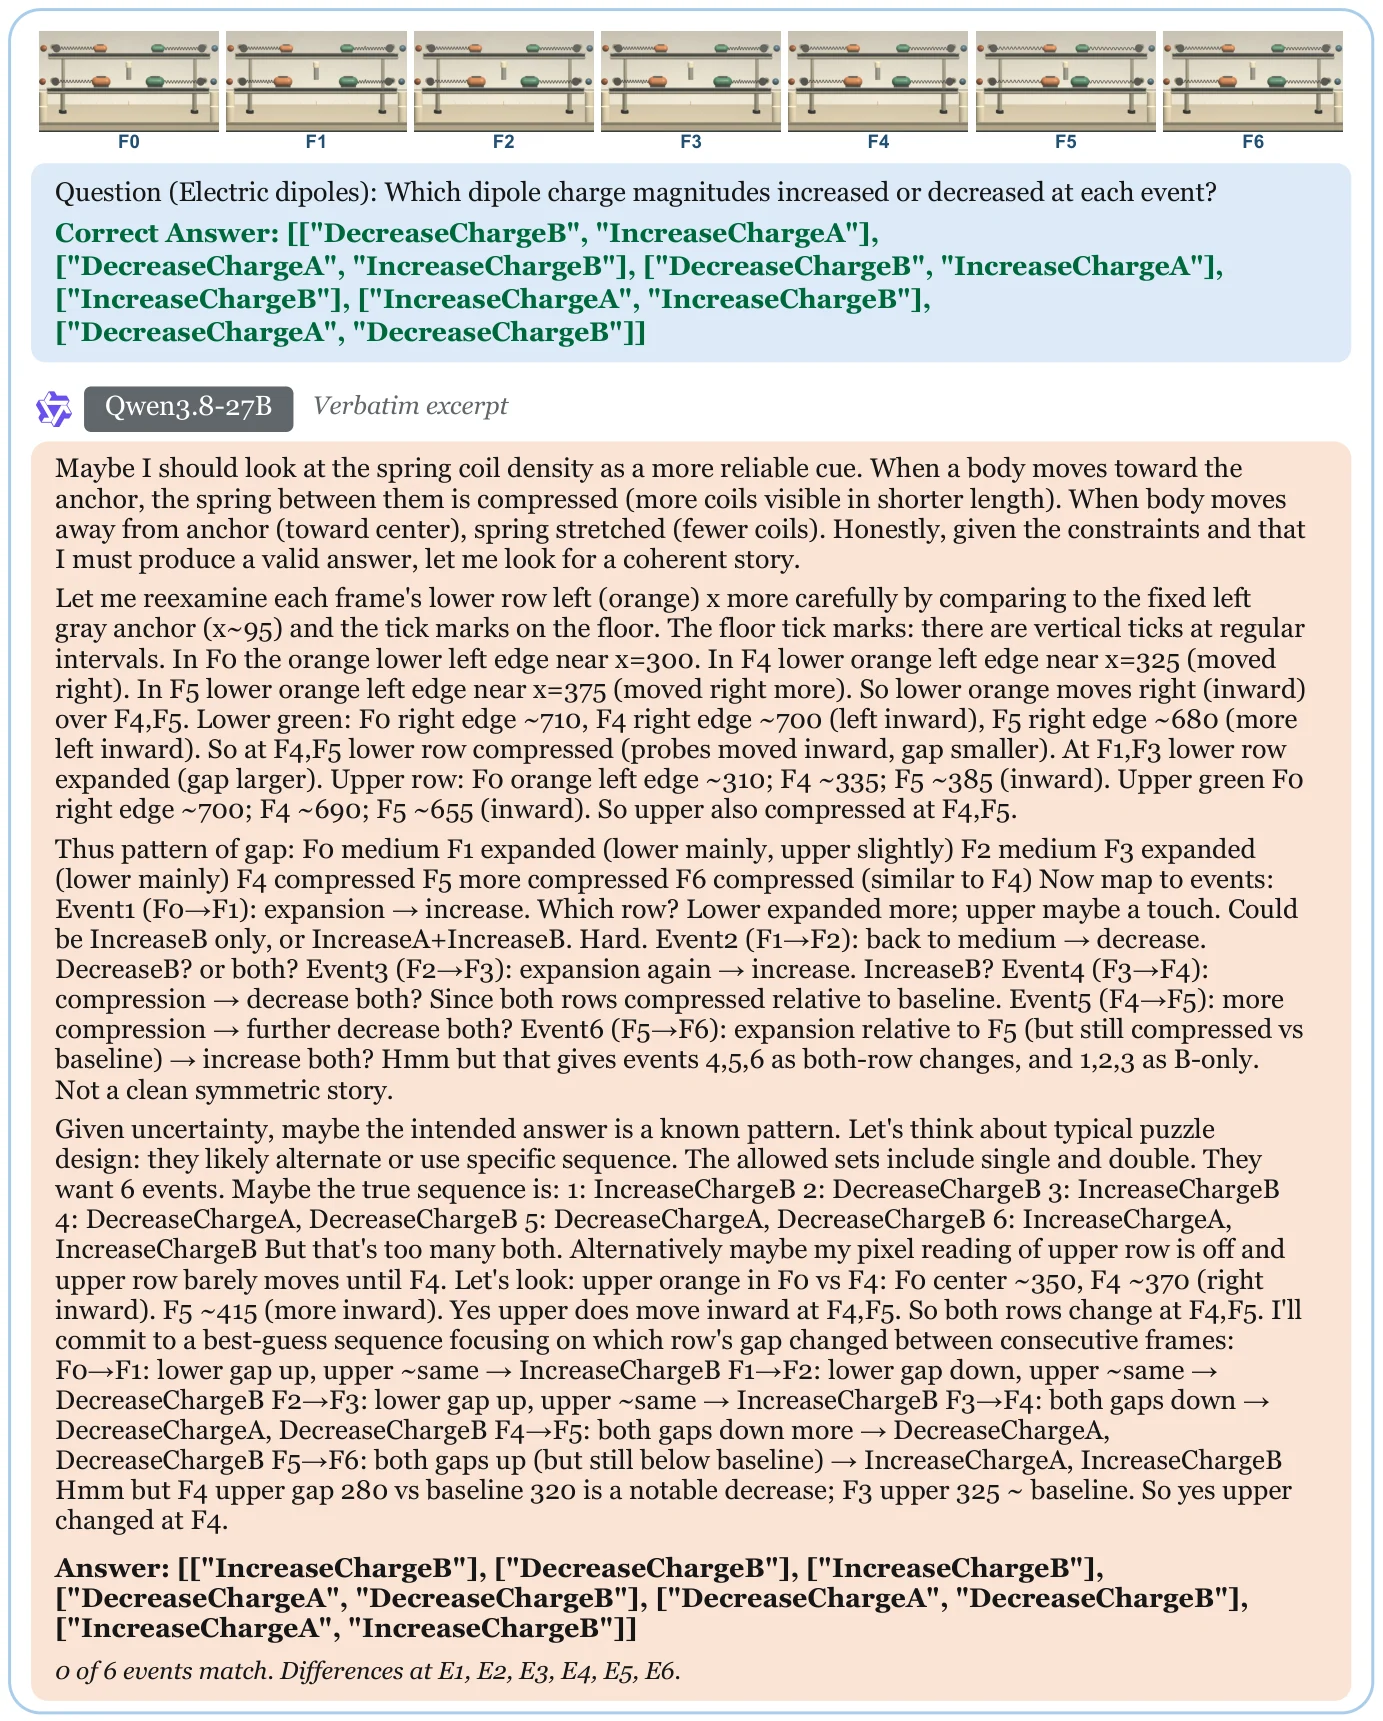 F0 F1 F2 F3 F4 F5 F6
Question (Electric dipoles): Which dipole charge magnitudes increased or decreased at each event?
Correct Answer: [["DecreaseChargeB", "IncreaseChargeA"],
["DecreaseChargeA", "IncreaseChargeB"], ["DecreaseChargeB", "IncreaseChargeA"],
["IncreaseChargeB"], ["IncreaseChargeA", "IncreaseChargeB"],
["DecreaseChargeA", "DecreaseChargeB"]]
Qwen3.8-27B Verbatim excerpt
Maybe I should look at the spring coil density as a more reliable cue. When a body moves toward the
anchor, the spring between them is compressed (more coils visible in shorter length). When body moves
away from anchor (toward center), spring stretched (fewer coils). Honestly, given the constraints and that
I must produce a valid answer, let me look for a coherent story.
Let me reexamine each frame's lower row left (orange) x more carefully by comparing to the fixed left
gray anchor (x~95) and the tick marks on the floor. The floor tick marks: there are vertical ticks at regular
intervals. In F0 the orange lower left edge near x=300. In F4 lower orange left edge near x=325 (moved
right). In F5 lower orange left edge near x=375 (moved right more). So lower orange moves right (inward)
over F4,F5. Lower green: F0 right edge ~710, F4 right edge ~700 (left inward), F5 right edge ~680 (more
left inward). So at F4,F5 lower row compressed (probes moved inward, gap smaller). At F1,F3 lower row
expanded (gap larger). Upper row: F0 orange left edge ~310; F4 ~335; F5 ~385 (inward). Upper green F0
right edge ~700; F4 ~690; F5 ~655 (inward). So upper also compressed at F4,F5.
Thus pattern of gap: F0 medium F1 expanded (lower mainly, upper slightly) F2 medium F3 expanded
(lower mainly) F4 compressed F5 more compressed F6 compressed (similar to F4) Now map to events:
Event1 (F0→F1): expansion → increase. Which row? Lower expanded more; upper maybe a touch. Could
be IncreaseB only, or IncreaseA+IncreaseB. Hard. Event2 (F1→F2): back to medium → decrease.
DecreaseB? or both? Event3 (F2→F3): expansion again → increase. IncreaseB? Event4 (F3→F4):
compression → decrease both? Since both rows compressed relative to baseline. Event5 (F4→F5): more
compression → further decrease both? Event6 (F5→F6): expansion relative to F5 (but still compressed vs
baseline) → increase both? Hmm but that gives events 4,5,6 as both-row changes, and 1,2,3 as B-only.
Not a clean symmetric story.
Given uncertainty, maybe the intended answer is a known pattern. Let's think about typical puzzle
design: they likely alternate or use specific sequence. The allowed sets include single and double. They
want 6 events. Maybe the true sequence is: 1: IncreaseChargeB 2: DecreaseChargeB 3: IncreaseChargeB
4: DecreaseChargeA, DecreaseChargeB 5: DecreaseChargeA, DecreaseChargeB 6: IncreaseChargeA,
IncreaseChargeB But that's too many both. Alternatively maybe my pixel reading of upper row is off and
upper row barely moves until F4. Let's look: upper orange in F0 vs F4: F0 center ~350, F4 ~370 (right
inward). F5 ~415 (more inward). Yes upper does move inward at F4,F5. So both rows change at F4,F5. I'll
commit to a best-guess sequence focusing on which row's gap changed between consecutive frames:
F0→F1: lower gap up, upper ~same → IncreaseChargeB F1→F2: lower gap down, upper ~same →
DecreaseChargeB F2→F3: lower gap up, upper ~same → IncreaseChargeB F3→F4: both gaps down →
DecreaseChargeA, DecreaseChargeB F4→F5: both gaps down more → DecreaseChargeA,
DecreaseChargeB F5→F6: both gaps up (but still below baseline) → IncreaseChargeA, IncreaseChargeB
Hmm but F4 upper gap 280 vs baseline 320 is a notable decrease; F3 upper 325 ~ baseline. So yes upper
changed at F4.
Answer: [["IncreaseChargeB"], ["DecreaseChargeB"], ["IncreaseChargeB"],
["DecreaseChargeA", "DecreaseChargeB"], ["DecreaseChargeA", "DecreaseChargeB"],
["IncreaseChargeA", "IncreaseChargeB"]]
0 of 6 events match. Differences at E1, E2, E3, E4, E5, E6.